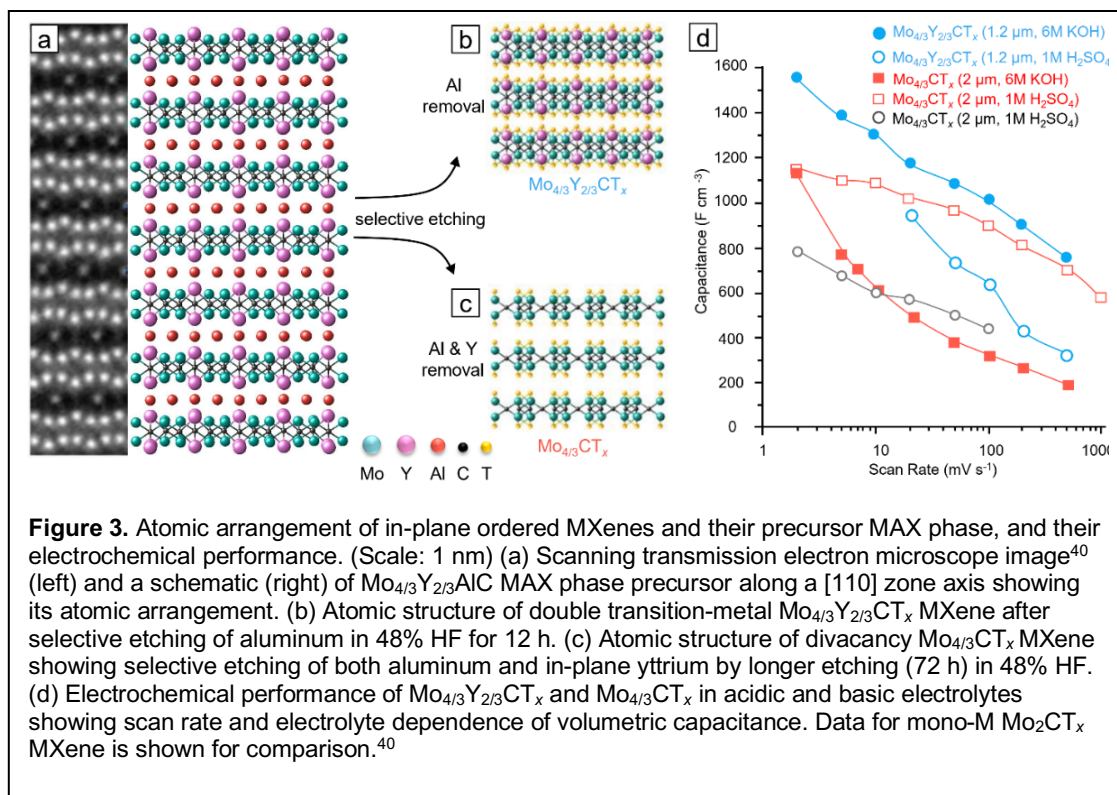 a
b
Al
removal
Mo4/3Y2/3CTx
selective etching
c
Al & Y
removal
Mo4/3CTx
Mo Y Al C T
d
Mo4/3Y2/3CTx (1.2 µm, 6M KOH)
Mo4/3Y2/3CTx (1.2 µm, 1M H2SO4
Mo4/3CTx (2 µm, 6M KOH)
Mo4/3CTx (2 µm, 1M H2SO4)
Mo4/3CTx (2 µm, 1M H2SO4)
Capacitance (F cm⁻³)
1600
1400
1200
1000
800
600
400
200
0
1 10 100 1000
Scan Rate (mV s⁻¹)
Figure 3. Atomic arrangement of in-plane ordered MXenes and their precursor MAX phase, and their
electrochemical performance. (Scale: 1 nm) (a) Scanning transmission electron microscope image⁴⁰
(left) and a schematic (right) of Mo4/3Y2/3AlC MAX phase precursor along a [110] zone axis showing
its atomic arrangement. (b) Atomic structure of double transition-metal Mo4/3Y2/3CTx MXene after
selective etching of aluminum in 48% HF for 12 h. (c) Atomic structure of divacancy Mo4/3CTx MXene
showing selective etching of both aluminum and in-plane yttrium by longer etching (72 h) in 48% HF.
(d) Electrochemical performance of Mo4/3Y2/3CTx and Mo4/3CTx in acidic and basic electrolytes
showing scan rate and electrolyte dependence of volumetric capacitance. Data for mono-M Mo2CTx
MXene is shown for comparison.⁴⁰